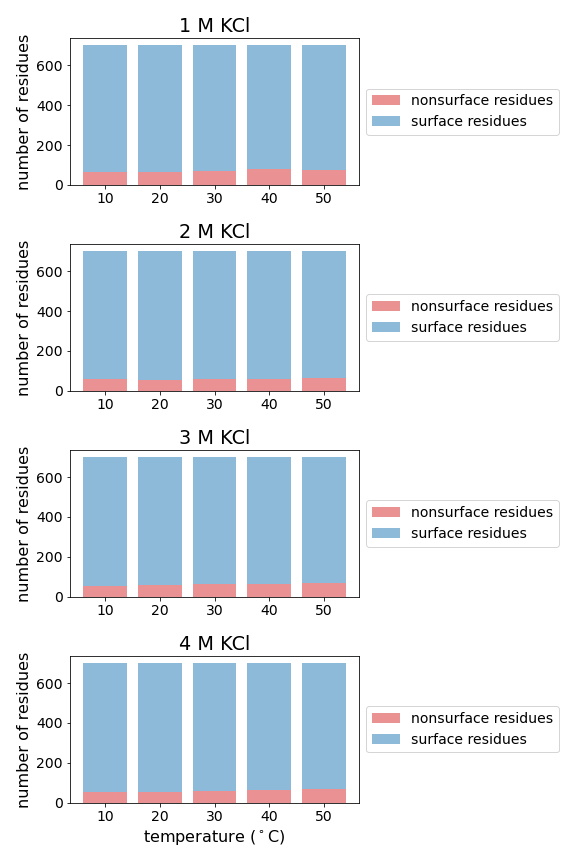 1 M KCl
number of residues
600
400
200
0
10 20 30 40 50
nonsurface residues
surface residues
2 M KCl
number of residues
600
400
200
0
10 20 30 40 50
nonsurface residues
surface residues
3 M KCl
number of residues
600
400
200
0
10 20 30 40 50
nonsurface residues
surface residues
4 M KCl
number of residues
600
400
200
0
10 20 30 40 50
temperature (°C)
nonsurface residues
surface residues